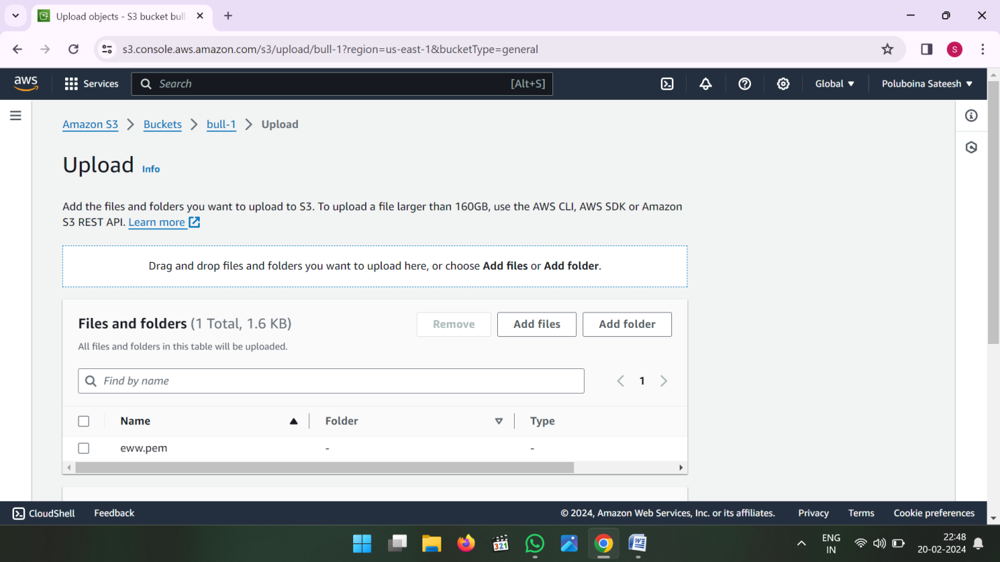 Upload objects - S3 bucket bull
s3.console.aws.amazon.com/s3/upload/bull-1?region=us-east-1&bucketType=general
S
aws
Services
Search
[Alt+S]
Global
Poluboina Sateesh
Amazon S3 > Buckets > bull-1 > Upload
Upload Info
Add the files and folders you want to upload to S3. To upload a file larger than 160GB, use the AWS CLI, AWS SDK or Amazon
S3 REST API. Learn more
Drag and drop files and folders you want to upload here, or choose Add files or Add folder.
Files and folders (1 Total, 1.6 KB)
Remove
Add files
Add folder
All files and folders in this table will be uploaded.
Find by name
1
Name
Folder
Type
eww.pem
-
-
CloudShell
Feedback
© 2024, Amazon Web Services, Inc. or its affiliates.
Privacy
Terms
Cookie preferences
321
W
ENG
IN
22:48
20-02-2024